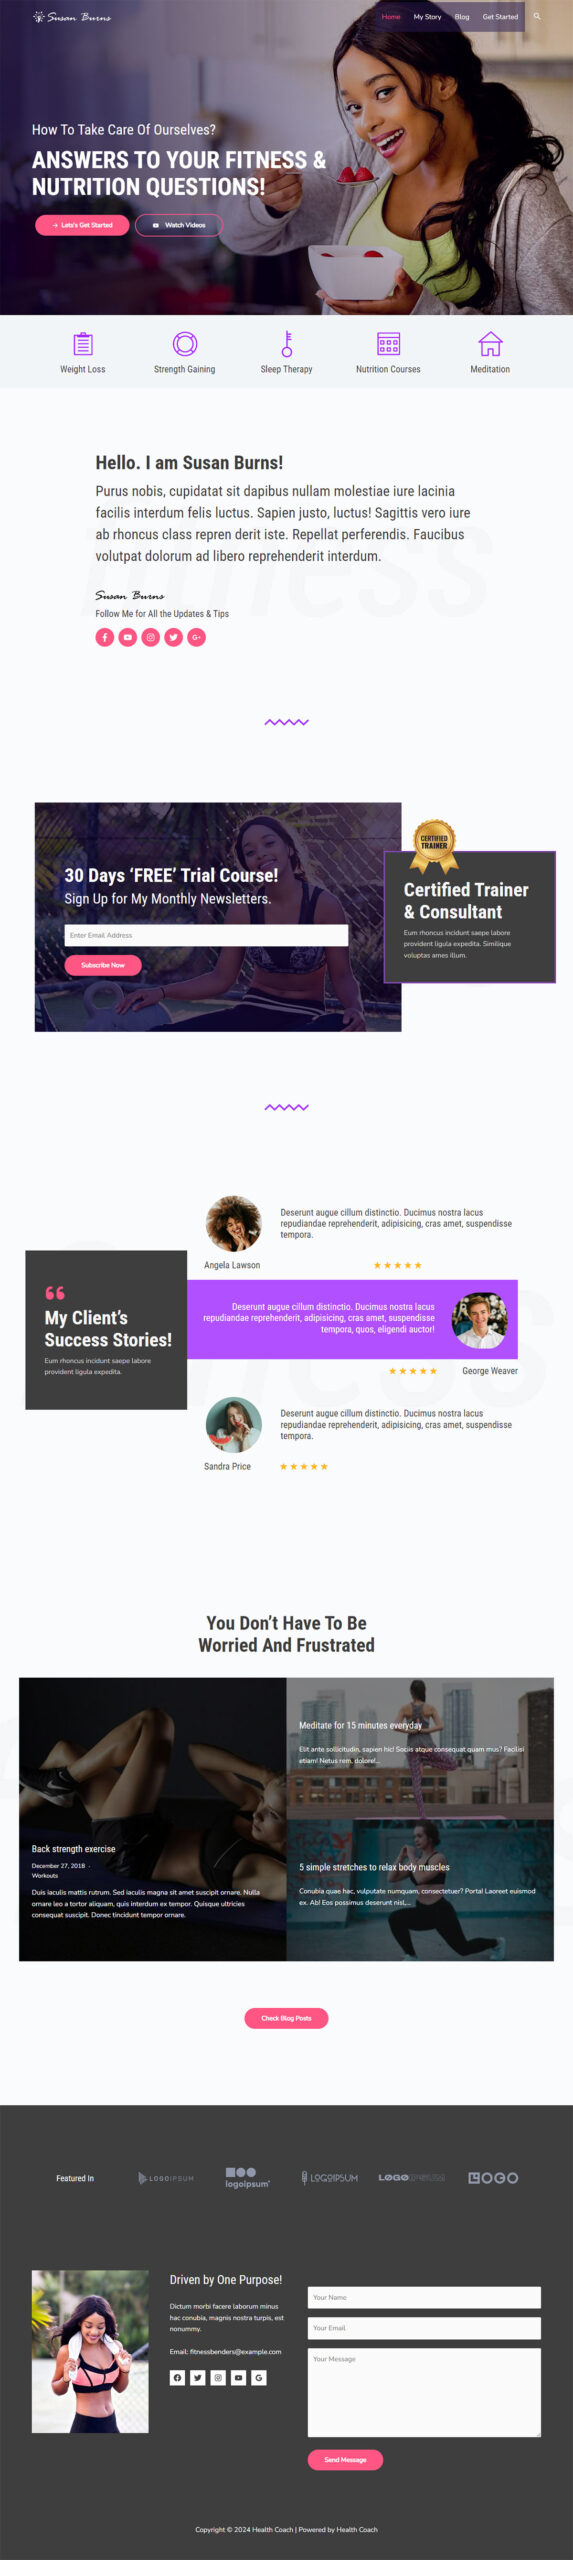 Susan Burns
Home My Story Blog Get Started
How To Take Care Of Ourselves?
ANSWERS TO YOUR FITNESS &
NUTRITION QUESTIONS!
Lets's Get Started Watch Videos
Weight Loss Strength Gaining Sleep Therapy Nutrition Courses Meditation
Hello. I am Susan Burns!
Purus nobis, cupidatat sit dapibus nullam molestiae iure lacinia
facilis interdum felis luctus. Sapien justo, luctus! Sagittis vero iure
ab rhoncus class repren derit iste. Repellat perferendis. Faucibus
volutpat dolorum ad libero reprehenderit interdum.
Susan Burns
Follow Me for All the Updates & Tips
30 Days ‘FREE’ Trial Course!
Sign Up for My Monthly Newsletters.
Enter Email Address
Subscribe Now
CERTIFIED
TRAINER
Certified Trainer
& Consultant
Eum rhoncus incidunt saepe labore
provident ligula expedita. Similique
voluptas ames illum.
My Client’s
Success Stories!
Eum rhoncus incidunt saepe labore
provident ligula expedita.
Deserunt augue cillum distinctio. Ducimus nostra lacus
repudiandae reprehenderit, adipisicing, cras amet, suspendisse
tempora.
Angela Lawson
Deserunt augue cillum distinctio. Ducimus nostra lacus
repudiandae reprehenderit, adipisicing, cras amet, suspendisse
tempora, quos, eligendi auctor!
George Weaver
Deserunt augue cillum distinctio. Ducimus nostra lacus
repudiandae reprehenderit, adipisicing, cras amet, suspendisse
tempora.
Sandra Price
You Don’t Have To Be
Worried And Frustrated
Back strength exercise
December 27, 2018
Workouts
Duis iaculis mattis rutrum. Sed iaculis magna sit amet suscipit ornare. Nulla
ornare leo a tortor aliquam, quis interdum ex tempor. Quisque ultricies
consequat suscipit. Donec tincidunt tempor ornare.
Meditate for 15 minutes everyday
Elit ante sollicitudin, sapien hic! Sociis atque consequat quam mus? Facilisi
etiam! Netus rem, dolore!...
5 simple stretches to relax body muscles
Conubia quae hac, vulputate numquam, consectetuer? Portal Laoreet euismod
ex. Ab! Eos possimus deserunt nisl,...
Check Blog Posts
Featured In
LOGOIPSUM
logoipsum
LOGOIPSUM
LOGOIPSUM
LOGO
Driven by One Purpose!
Dictum morbi facere laborum minus
hac conubia, magnis nostra turpis, est
nonummy.
Email: fitnessbenders@example.com
Your Name
Your Email
Your Message
Send Message
Copyright © 2024 Health Coach | Powered by Health Coach